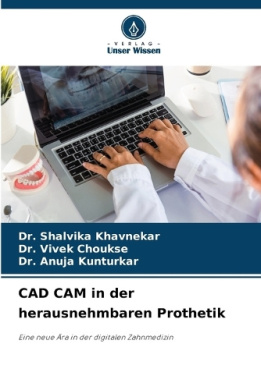 - VERLAG -
Unser Wissen
Dr. Shalvika Khavnekar
Dr. Vivek Choukse
Dr. Anuja Kunturkar
CAD CAM in der
herausnehmbaren Prothetik
Eine neue Ära in der digitalen Zahnmedizin